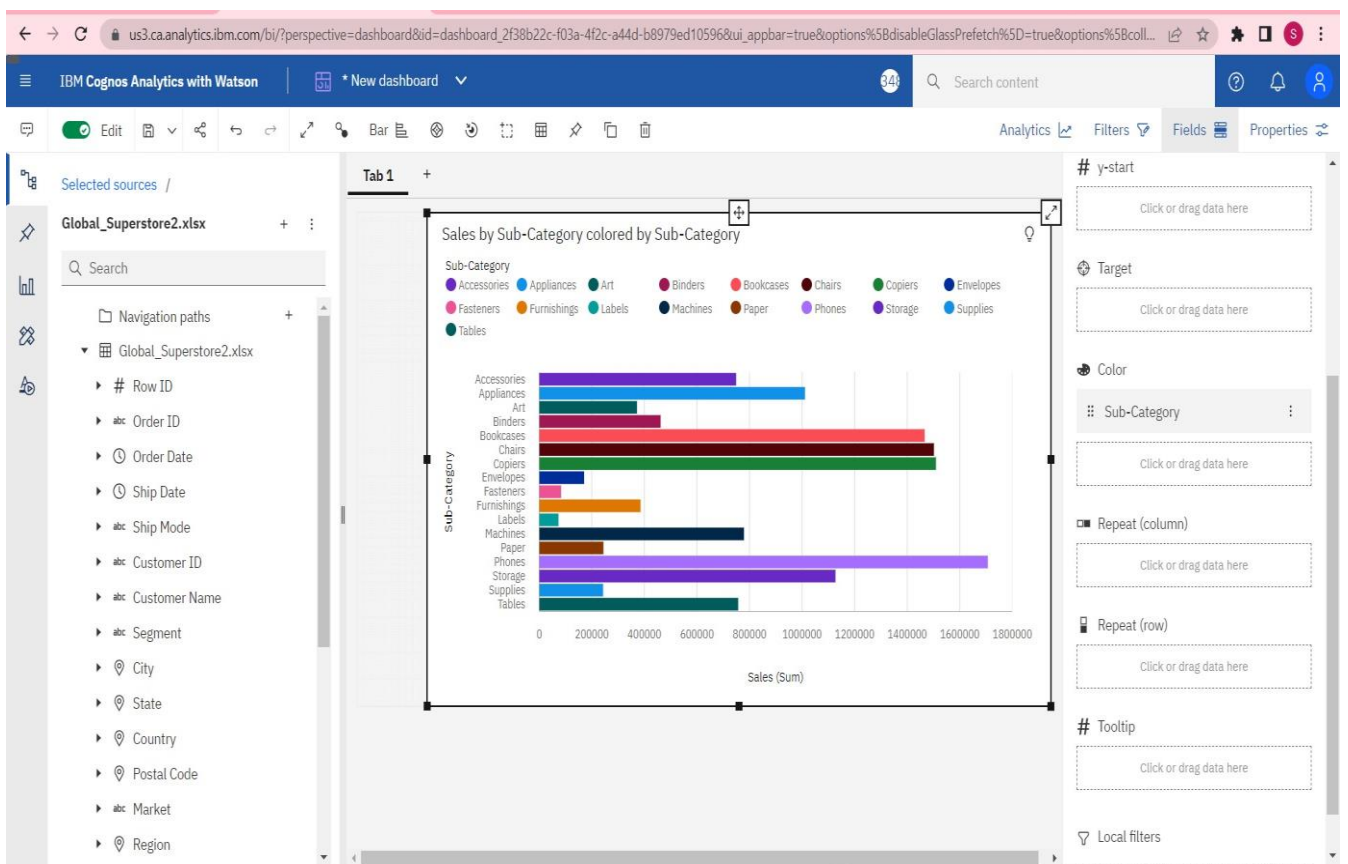 us3.ca.analytics.ibm.com/bi/?perspective=dashboard&id=dashboard_2f38b22c-f03a-4f2c-a44d-b8979ed10596&ui_appbar=true&options%5BdisableGlassPrefetch%5D=true&options%5Bcoll... S
IBM Cognos Analytics with Watson * New dashboard 348 Search content
Edit Bar Analytics Filters Fields Properties
Selected sources /
Global_Superstore2.xlsx
Search
Navigation paths
Global_Superstore2.xlsx
# Row ID
abc Order ID
Order Date
Ship Date
abc Ship Mode
abc Customer ID
abc Customer Name
abc Segment
City
State
Country
Postal Code
abc Market
Region
Tab 1 +
Sales by Sub-Category colored by Sub-Category
Sub-Category
Accessories Appliances Art Binders Bookcases Chairs Copiers Envelopes
Fasteners Furnishings Labels Machines Paper Phones Storage Supplies
Tables
Sub-Category
Accessories
Appliances
Art
Binders
Bookcases
Chairs
Copiers
Envelopes
Fasteners
Furnishings
Labels
Machines
Paper
Phones
Storage
Supplies
Tables
0 200000 400000 600000 800000 1000000 1200000 1400000 1600000 1800000
Sales (Sum)
# y-start
Click or drag data here
Target
Click or drag data here
Color
Sub-Category
Click or drag data here
Repeat (column)
Click or drag data here
Repeat (row)
Click or drag data here
# Tooltip
Click or drag data here
Local filters